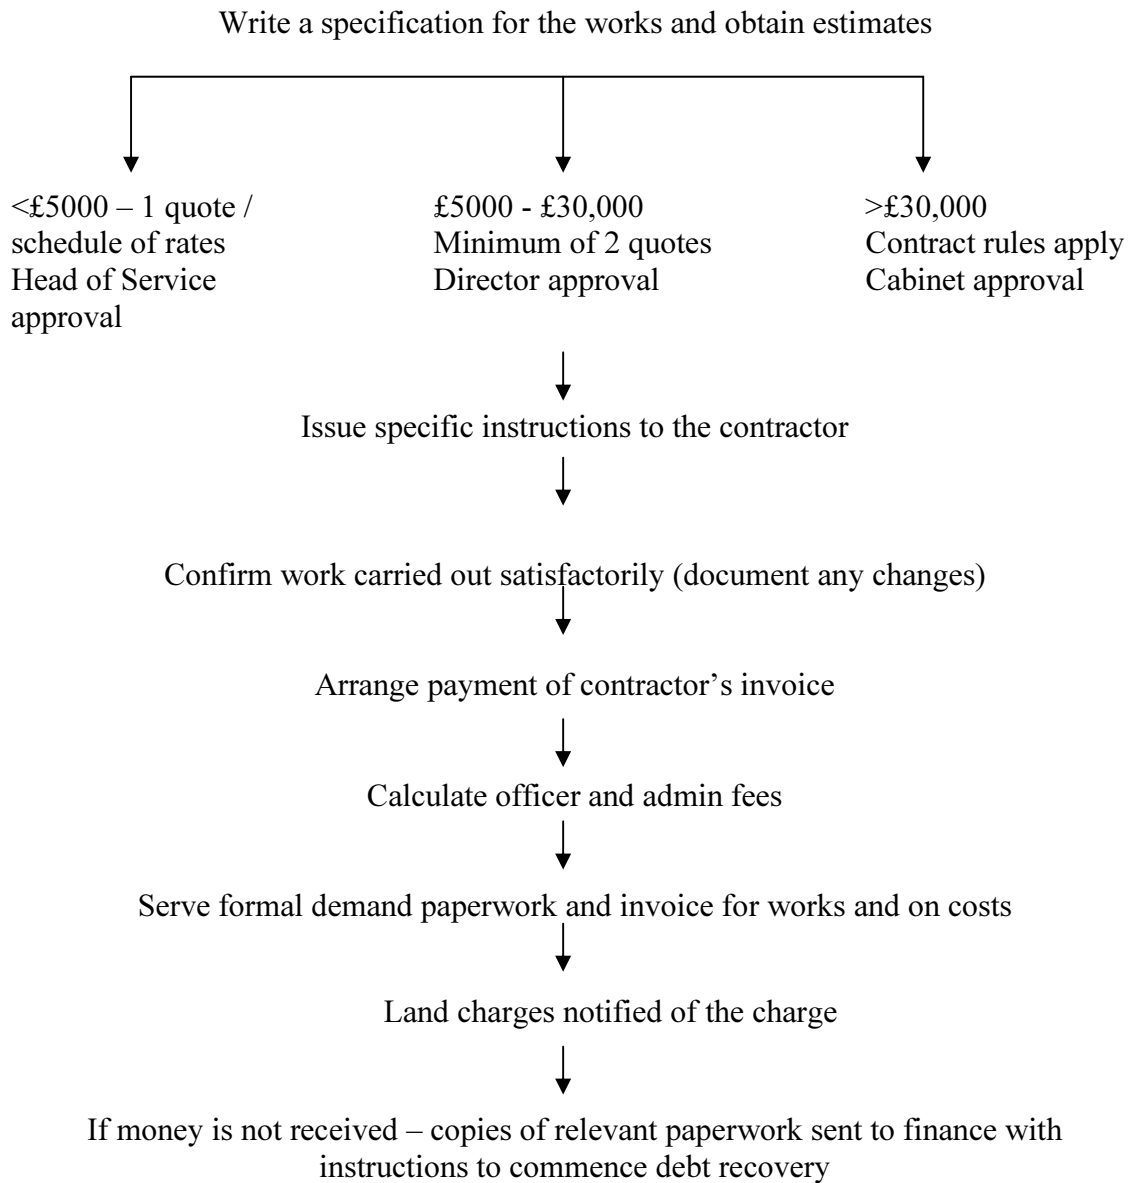 Write a specification for the works and obtain estimates
<£5000 – 1 quote /
schedule of rates
Head of Service
approval
£5000 - £30,000
Minimum of 2 quotes
Director approval
>£30,000
Contract rules apply
Cabinet approval
Issue specific instructions to the contractor
Confirm work carried out satisfactorily (document any changes)
Arrange payment of contractor’s invoice
Calculate officer and admin fees
Serve formal demand paperwork and invoice for works and on costs
Land charges notified of the charge
If money is not received – copies of relevant paperwork sent to finance with
instructions to commence debt recovery